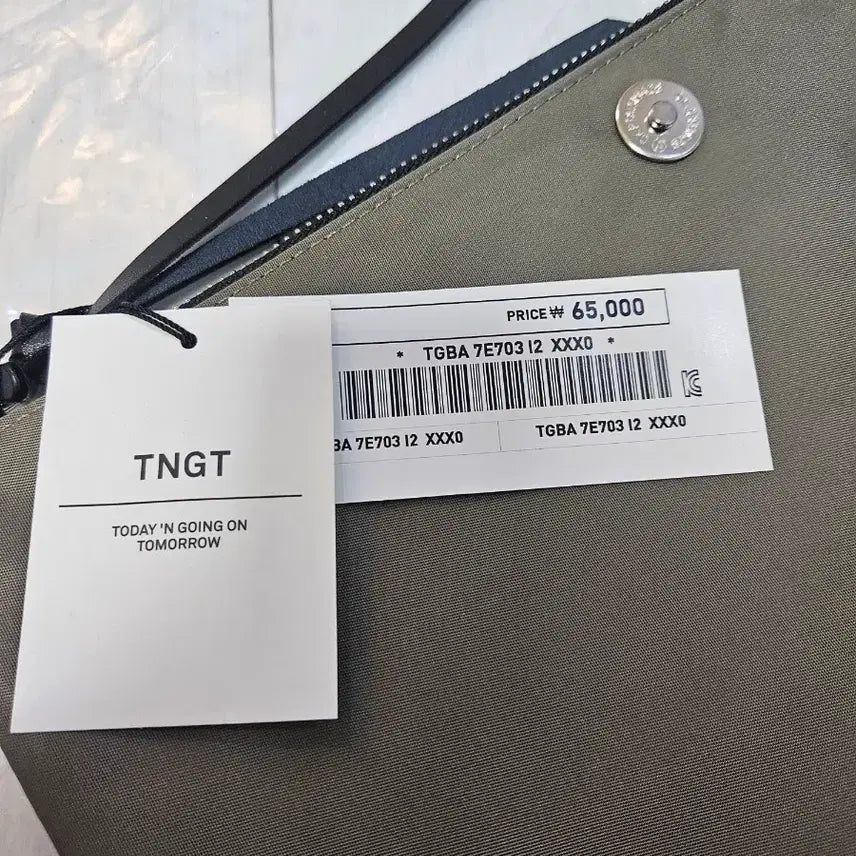 PRICE ₩ 65,000
* TGBA 7E703 I2 XXX0 *
BA 7E703 I2 XXX0
TGBA 7E703 I2 XXX0
TNGT
TODAY 'N GOING ON
TOMORROW